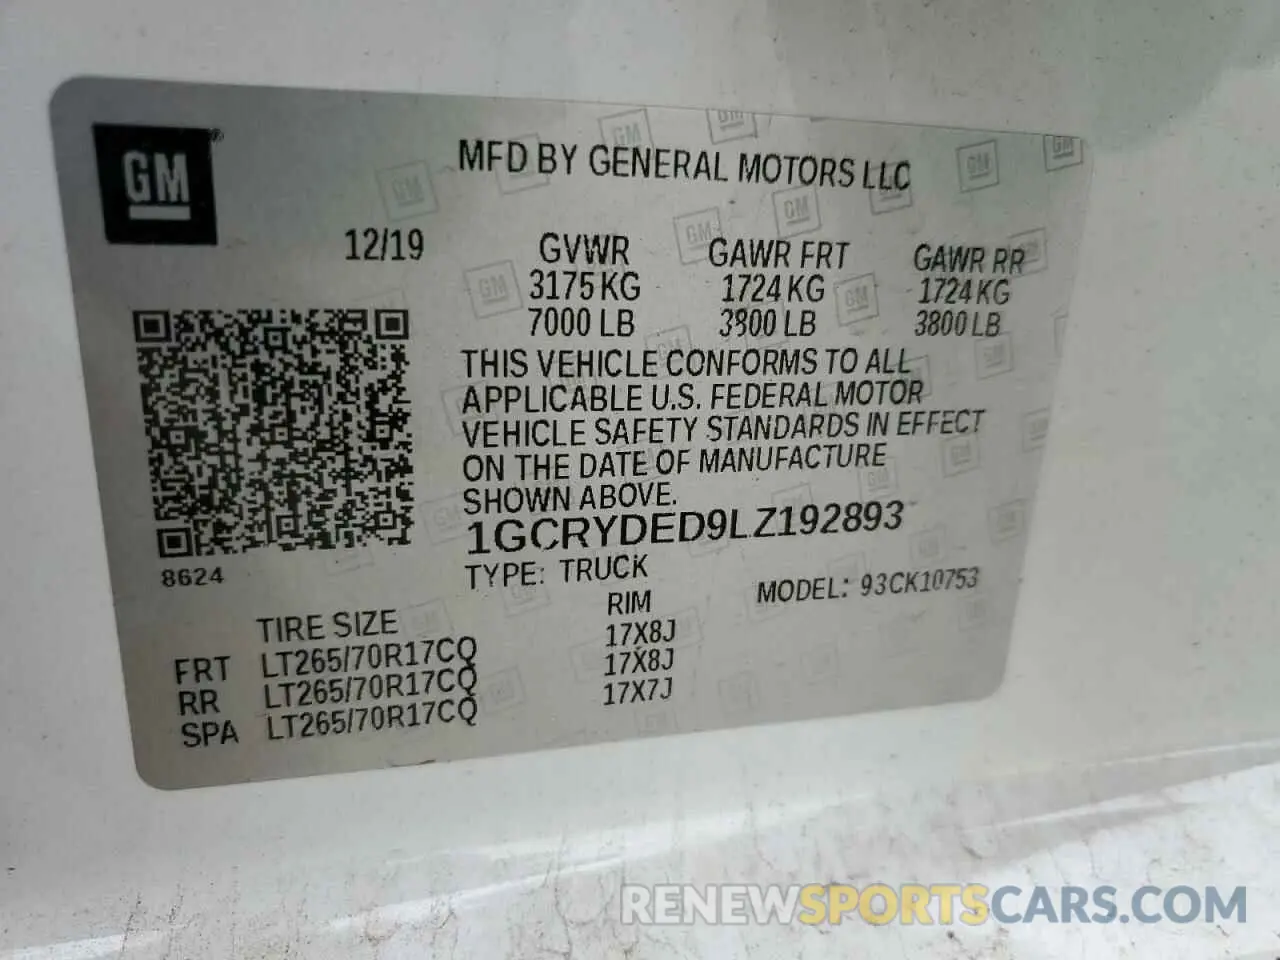 GM
MFD BY GENERAL MOTORS LLC
12/19
GVWR GAWR FRT GAWR RR
3175 KG 1724 KG 1724 KG
7000 LB 3800 LB 3800 LB
THIS VEHICLE CONFORMS TO ALL
APPLICABLE U.S. FEDERAL MOTOR
VEHICLE SAFETY STANDARDS IN EFFECT
ON THE DATE OF MANUFACTURE
SHOWN ABOVE.
1GCRYDED9LZ192893
8624
TYPE: TRUCK MODEL: 93CK10753
TIRE SIZE RIM
FRT LT265/70R17CQ 17X8J
RR LT265/70R17CQ 17X8J
SPA LT265/70R17CQ 17X7J
RENEWSPORTSCARS.COM